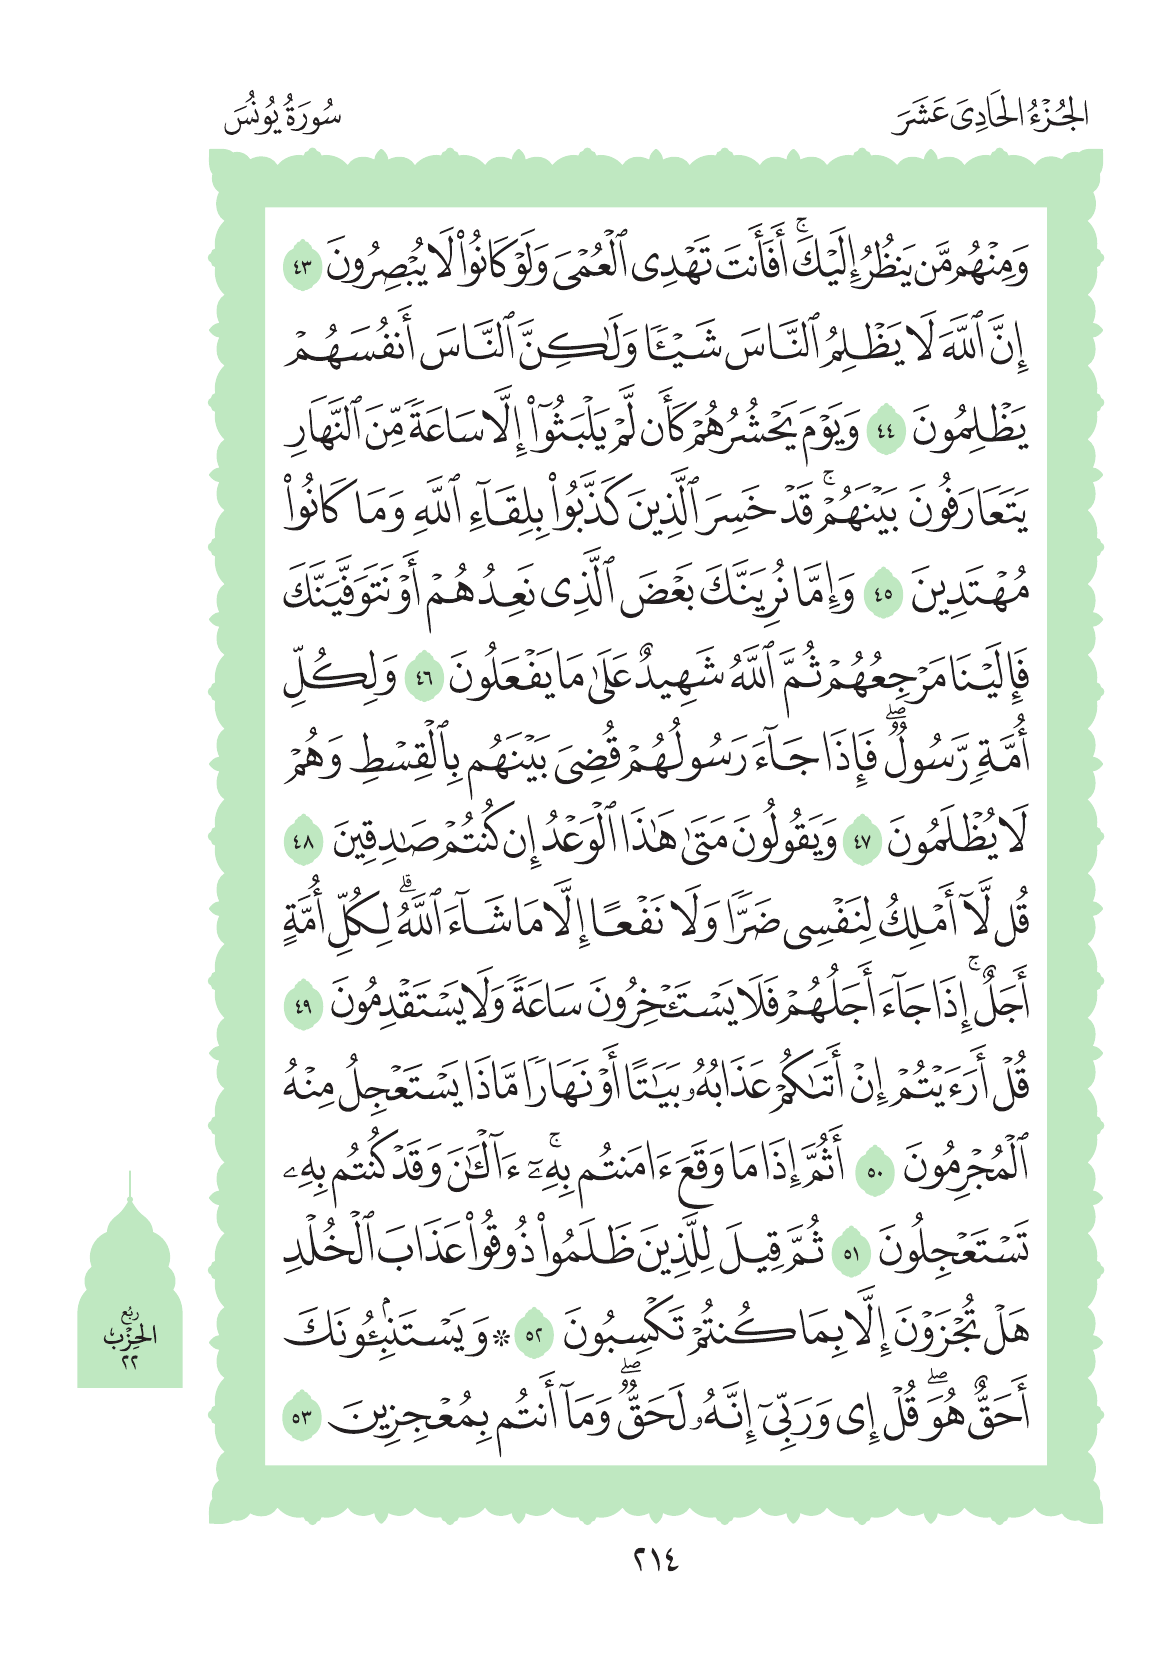 الجُزْءُ الحَادِىَ عَشَرَ
سُورَةُ يُونُسَ
وَمِنْهُم مَّن يَنظُرُ إِلَيْكَۚ أَفَأَنتَ تَهْدِى ٱلْعُمْىَ وَلَوْ كَانُوا۟ لَا يُبْصِرُونَ ٤٣
إِنَّ ٱللَّهَ لَا يَظْلِمُ ٱلنَّاسَ شَيْـًٔا وَلَـٰكِنَّ ٱلنَّاسَ أَنفُسَهُمْ
يَظْلِمُونَ ٤٤ وَيَوْمَ يَحْشُرُهُمْ كَأَن لَّمْ يَلْبَثُوٓا۟ إِلَّا سَاعَةً مِّنَ ٱلنَّهَارِ
يَتَعَارَفُونَ بَيْنَهُمْۚ قَدْ خَسِرَ ٱلَّذِينَ كَذَّبُوا۟ بِلِقَآءِ ٱللَّهِ وَمَا كَانُوا۟
مُهْتَدِينَ ٤٥ وَإِمَّا نُرِيَنَّكَ بَعْضَ ٱلَّذِى نَعِدُهُمْ أَوْ نَتَوَفَّيَنَّكَ
فَإِلَيْنَا مَرْجِعُهُمْ ثُمَّ ٱللَّهُ شَهِيدٌ عَلَىٰ مَا يَفْعَلُونَ ٤٦ وَلِكُلِّ
أُمَّةٍ رَّسُولٌۖ فَإِذَا جَآءَ رَسُولُهُمْ قُضِىَ بَيْنَهُم بِٱلْقِسْطِ وَهُمْ
لَا يُظْلَمُونَ ٤٧ وَيَقُولُونَ مَتَىٰ هَـٰذَا ٱلْوَعْدُ إِن كُنتُمْ صَـٰدِقِينَ ٤٨
قُل لَّآ أَمْلِكُ لِنَفْسِى ضَرًّا وَلَا نَفْعًا إِلَّا مَا شَآءَ ٱللَّهُۗ لِكُلِّ أُمَّةٍ
أَجَلٌۚ إِذَا جَآءَ أَجَلُهُمْ فَلَا يَسْتَـْٔخِرُونَ سَاعَةً وَلَا يَسْتَقْدِمُونَ ٤٩
قُلْ أَرَءَيْتُمْ إِنْ أَتَىٰكُمْ عَذَابُهُۥ بَيَـٰتًا أَوْ نَهَارًا مَّاذَا يَسْتَعْجِلُ مِنْهُ
ٱلْمُجْرِمُونَ ٥٠ أَثُمَّ إِذَا مَا وَقَعَ ءَامَنتُم بِهِۦٓۚ ءَآلْـَٔـٰنَ وَقَدْ كُنتُم بِهِۦ
تَسْتَعْجِلُونَ ٥١ ثُمَّ قِيلَ لِلَّذِينَ ظَلَمُوا۟ ذُوقُوا۟ عَذَابَ ٱلْخُلْدِ
هَلْ تُجْزَوْنَ إِلَّا بِمَا كُنتُمْ تَكْسِبُونَ ٥٢ ۞ وَيَسْتَنۢبِـُٔونَكَ
أَحَقٌّ هُوَۖ قُلْ إِى وَرَبِّىٓ إِنَّهُۥ لَحَقٌّۖ وَمَآ أَنتُم بِمُعْجِزِينَ ٥٣
رُبع
الحِزْب
٢٢
٢١٤